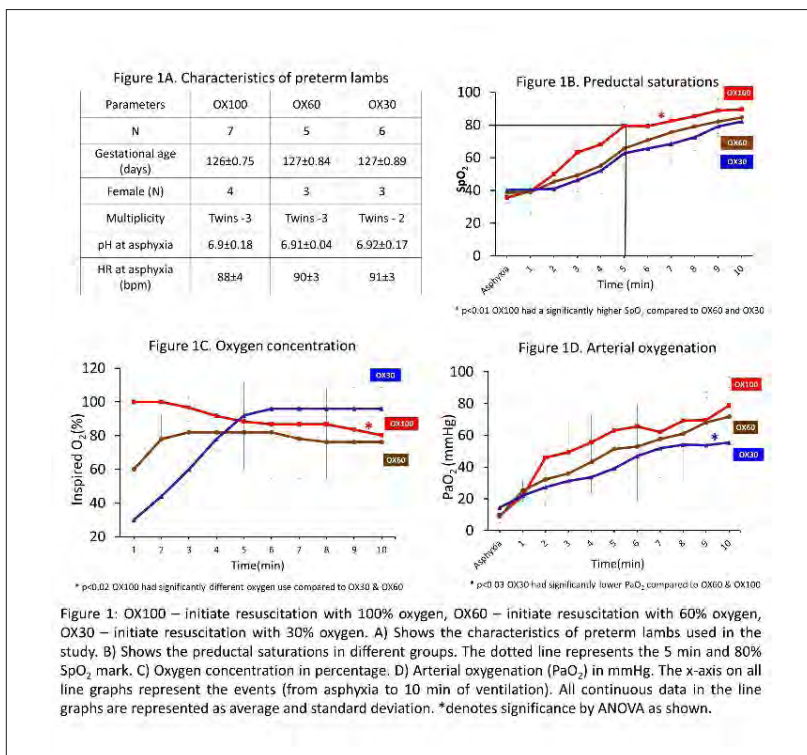 Figure 1A. Characteristics of preterm lambs
Parameters OX100 OX60 OX30
N 7 5 6
Gestational age (days) 126±0.75 127±0.84 127±0.89
Female (N) 4 3 3
Multiplicity Twins -3 Twins -3 Twins - 2
pH at asphyxia 6.9±0.18 6.91±0.04 6.92±0.17
HR at asphyxia (bpm) 88±4 90±3 91±3
Figure 1B. Preductal saturations
SpO₂
100
80
60
40
20
0
OX100
OX60
OX30
*
Asphyxia 1 2 3 4 5 6 7 8 9 10
Time (min)
* p<0.01 OX100 had a significantly higher SpO₂ compared to OX60 and OX30
Figure 1C. Oxygen concentration
Inspired O₂(%)
120
100
80
60
40
20
OX30
OX100
OX60
*
1 2 3 4 5 6 7 8 9 10
Time(min)
* p<0.02 OX100 had significantly different oxygen use compared to OX30 & OX60
Figure 1D. Arterial oxygenation
PaO₂ (mmHg)
100
80
60
40
20
0
OX100
OX60
OX30
*
Asphyxia 1 2 3 4 5 6 7 8 9 10
Time(min)
* p<0.03 OX30 had significantly lower PaO₂ compared to OX60 & OX100
Figure 1: OX100 – initiate resuscitation with 100% oxygen, OX60 – initiate resuscitation with 60% oxygen,
OX30 – initiate resuscitation with 30% oxygen. A) Shows the characteristics of preterm lambs used in the
study. B) Shows the preductal saturations in different groups. The dotted line represents the 5 min and 80%
SpO₂ mark. C) Oxygen concentration in percentage. D) Arterial oxygenation (PaO₂) in mmHg. The x-axis on all
line graphs represent the events (from asphyxia to 10 min of ventilation). All continuous data in the line
graphs are represented as average and standard deviation. *denotes significance by ANOVA as shown.